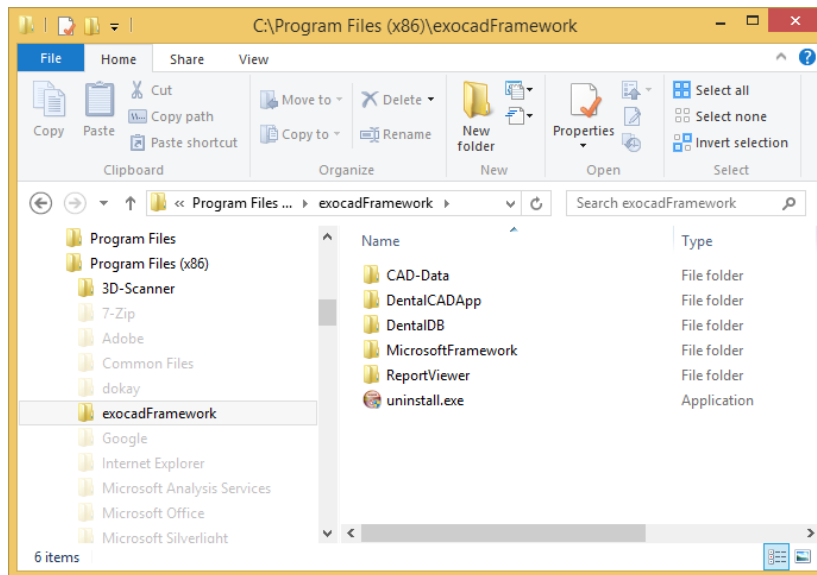 C:\Program Files (x86)\exocadFramework
File Home Share View
Copy
Paste
Cut
Copy path
Paste shortcut
Clipboard
Move to
Copy to
Delete
Rename
Organize
New
folder
New
Properties
Open
Select all
Select none
Invert selection
Select
« Program Files ... exocadFramework
Search exocadFramework
Program Files
Program Files (x86)
3D-Scanner
7-Zip
Adobe
Common Files
dokay
exocadFramework
Google
Internet Explorer
Microsoft Analysis Services
Microsoft Office
Microsoft Silverlight
Name Type
CAD-Data File folder
DentalCADApp File folder
DentalDB File folder
MicrosoftFramework File folder
ReportViewer File folder
uninstall.exe Application
6 items